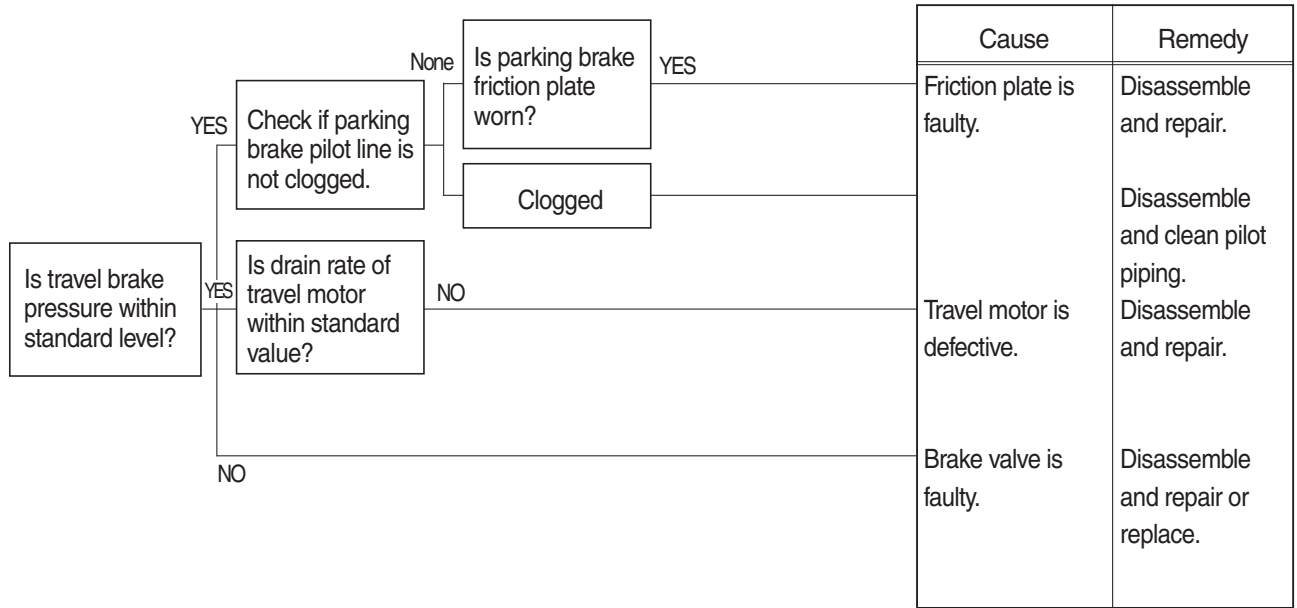 Cause
Remedy
None
Is parking brake
friction plate
worn?
YES
Friction plate is
faulty.
Disassemble
and repair.
YES
Check if parking
brake pilot line is
not clogged.
Clogged
Disassemble
and clean pilot
piping.
Is travel brake
pressure within
standard level?
YES
Is drain rate of
travel motor
within standard
value?
NO
Travel motor is
defective.
Disassemble
and repair.
NO
Brake valve is
faulty.
Disassemble
and repair or
replace.